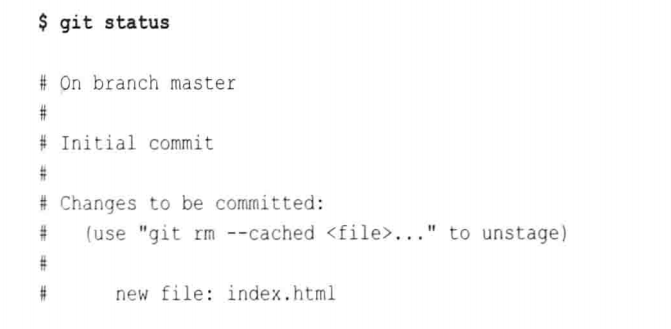 $ git status
# On branch master
#
# Initial commit
#
# Changes to be committed:
#   (use "git rm --cached <file>..." to unstage)
#
#       new file: index.html